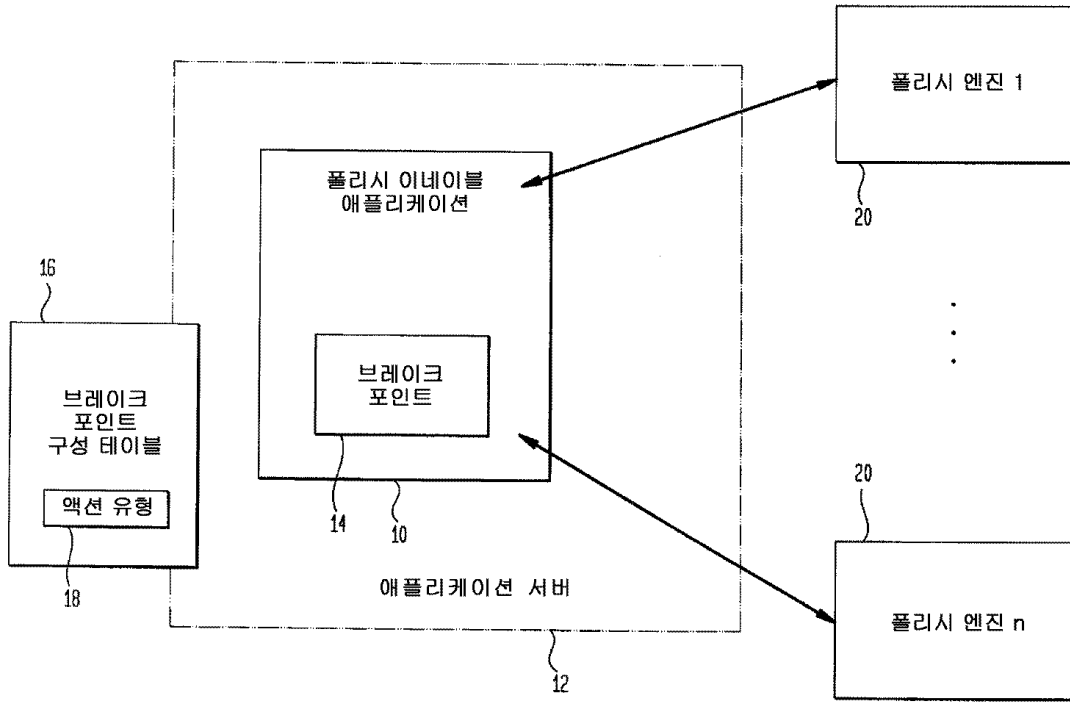 폴리시 엔진 1
20
폴리시 이네이블
애플리케이션
16
브레이크
포인트
구성 테이블
액션 유형
18
브레이크
포인트
14
10
애플리케이션 서버
12
20
폴리시 엔진 n